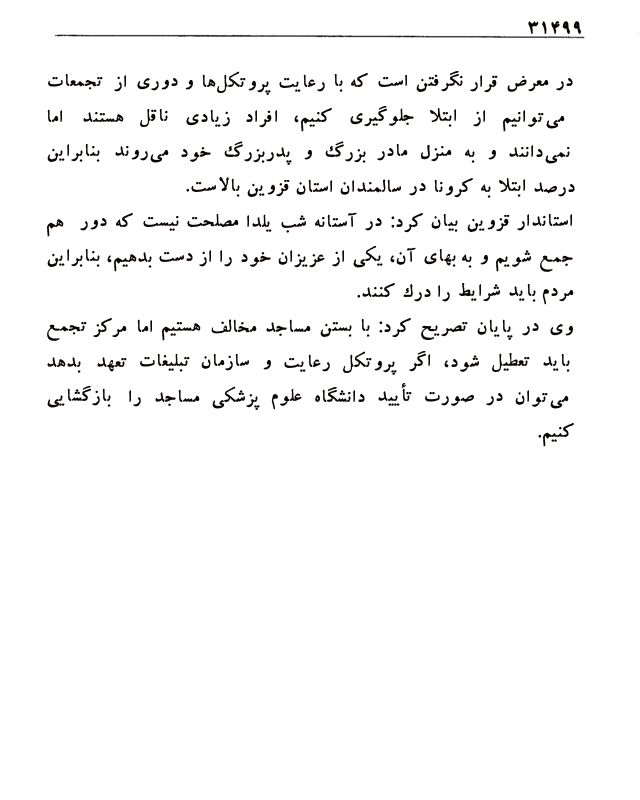 ۳۱۴۹۹
در معرض قرار نگرفتن است که با رعایت پروتکل‌ها و دوری از تجمعات
می‌توانیم از ابتلا جلوگیری کنیم، افراد زیادی ناقل هستند اما
نمی‌دانند و به منزل مادر بزرگ و پدربزرگ خود می‌روند بنابراین
درصد ابتلا به کرونا در سالمندان استان قزوین بالاست.
استاندار قزوین بیان کرد: در آستانه شب یلدا مصلحت نیست که دور هم
جمع شویم و به بهای آن، یکی از عزیزان خود را از دست بدهیم، بنابراین
مردم باید شرایط را درك کنند.
وی در پایان تصریح کرد: با بستن مساجد مخالف هستیم اما مرکز تجمع
باید تعطیل شود، اگر پروتکل رعایت و سازمان تبلیغات تعهد بدهد
می‌توان در صورت تأیید دانشگاه علوم پزشکی مساجد را بازگشایی
کنیم.